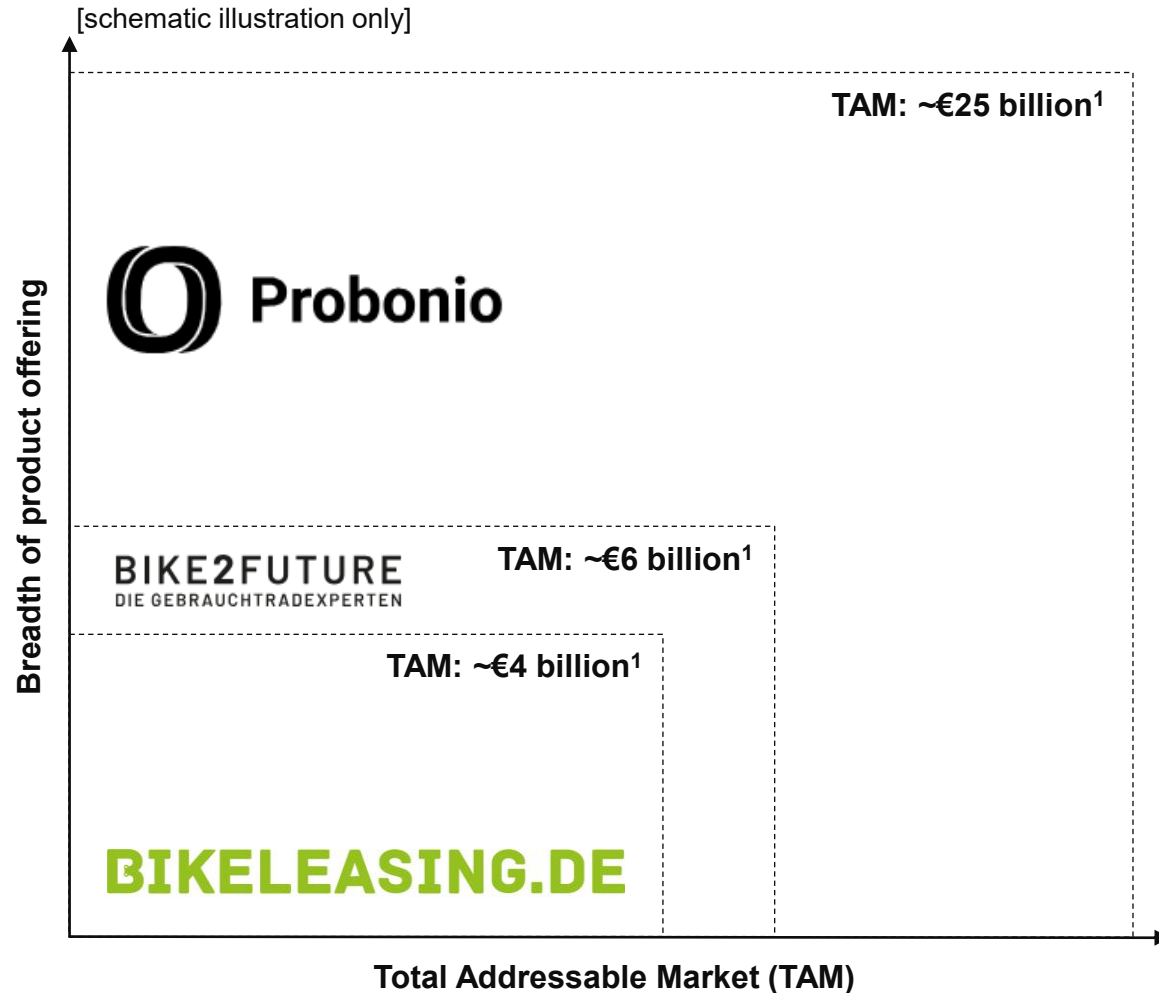 [schematic illustration only]
TAM: ~€25 billion¹
Probonio
Breadth of product offering
TAM: ~€6 billion¹
BIKE2FUTURE
DIE GEBRAUCHTRADEXPERTEN
TAM: ~€4 billion¹
BIKELEASING.DE
Total Addressable Market (TAM)